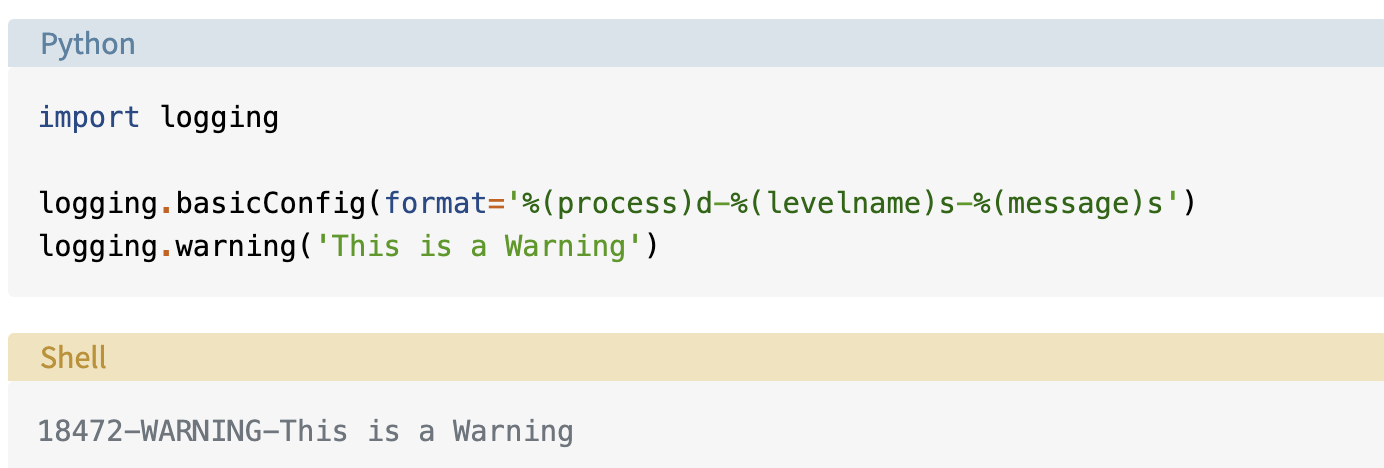 Python
import logging
logging.basicConfig(format='%(process)d-%(levelname)s-%(message)s')
logging.warning('This is a Warning')
Shell
18472-WARNING-This is a Warning